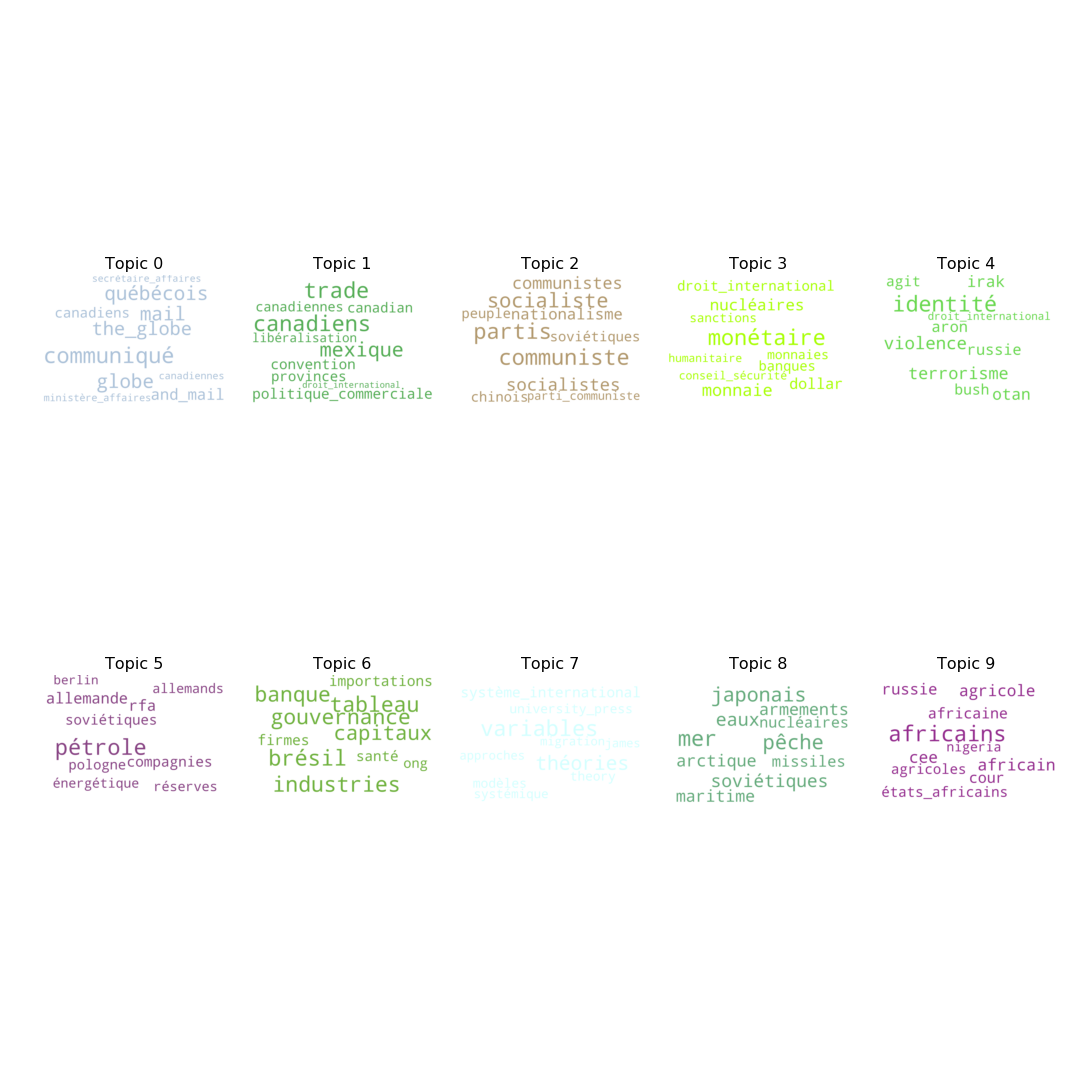 Topic 0
secretaire_affaires
québécois
canadiens mail
the_globe
communiqué
globe canadiennes
ministère_affaires and_mail
Topic 1
trade
canadiennes canadian
canadiens
libéralisation
mexique
convention
provinces
droit_international
politique_commerciale
Topic 2
communistes
socialiste
peuple nationalisme
partis soviétiques
communiste
socialistes
chinois parti_communiste
Topic 3
droit_international
nucléaires
sanctions
monétaire
humanitaire monnaies
banques
conseil_sécurité
monnaie dollar
Topic 4
agit irak
identité
droit_international
aron
violence russie
terrorisme
bush otan
Topic 5
berlin
allemande allemands
rfa
soviétiques
pétrole
pologne compagnies
énergétique réserves
Topic 6
importations
banque tableau
gouvernance
firmes capitaux
brésil santé ong
industries
Topic 7
système_international
university_press
variables
migration james
approches théories
theory
modèles
systémique
Topic 8
japonais
armements
eaux nucléaires
mer pêche
arctique missiles
soviétiques
maritime
Topic 9
russie agricole
africaine
africains
nigeria
cee
agricoles africain
cour
états_africains